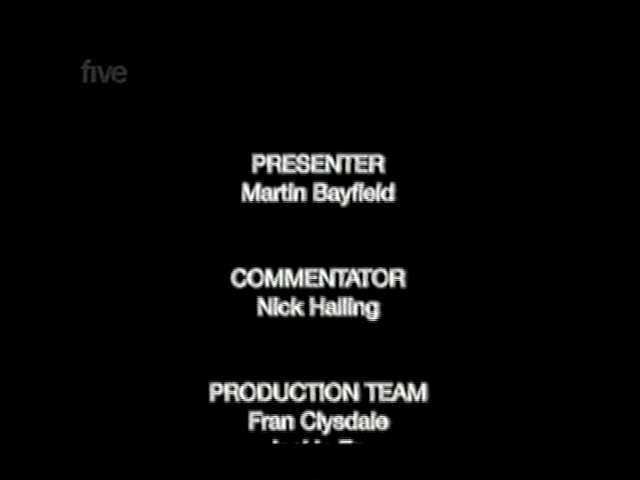 five
PRESENTER
Martin Bayfield
COMMENTATOR
Nick Halling
PRODUCTION TEAM
Fran Clysdale